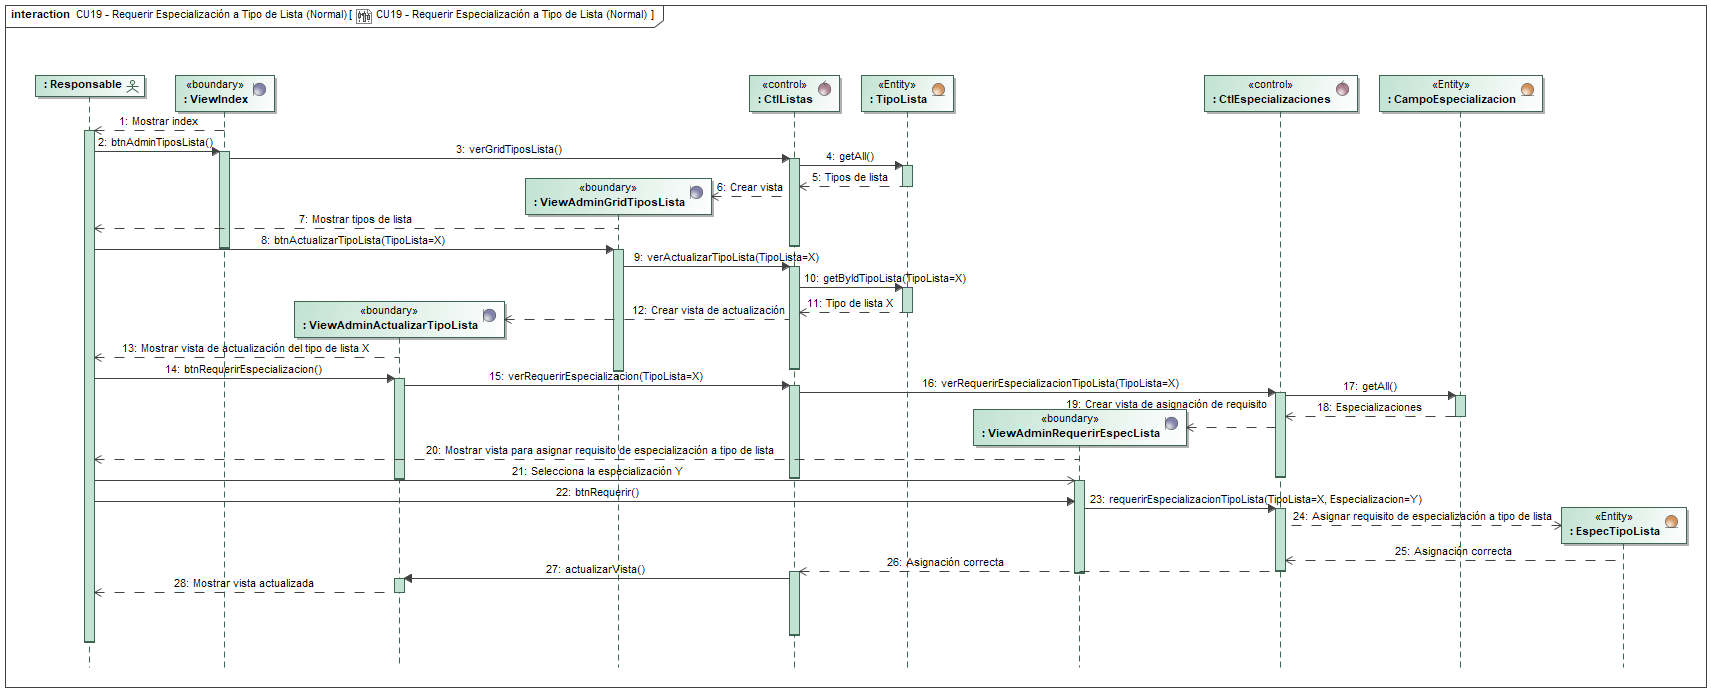 interaction CU19 - Requerir Especialización a Tipo de Lista (Normal) [ CU19 - Requerir Especialización a Tipo de Lista (Normal) ]
: Responsable
«boundary»
: ViewIndex
«control»
: CtlListas
«Entity»
: TipoLista
«control»
: CtlEspecializaciones
«Entity»
: CampoEspecializacion
1: Mostrar index
2: btnAdminTiposLista()
3: verGridTiposLista()
4: getAll()
5: Tipos de lista
6: Crear vista
«boundary»
: ViewAdminGridTiposLista
7: Mostrar tipos de lista
8: btnActualizarTipoLista(TipoLista=X)
9: verActualizarTipoLista(TipoLista=X)
10: getByIdTipoLista(TipoLista=X)
11: Tipo de lista X
12: Crear vista de actualización
«boundary»
: ViewAdminActualizarTipoLista
13: Mostrar vista de actualización del tipo de lista X
14: btnRequerirEspecializacion()
15: verRequerirEspecializacion(TipoLista=X)
16: verRequerirEspecializacionTipoLista(TipoLista=X)
17: getAll()
18: Especializaciones
19: Crear vista de asignación de requisito
«boundary»
: ViewAdminRequerirEspecLista
20: Mostrar vista para asignar requisito de especialización a tipo de lista
21: Selecciona la especialización Y
22: btnRequerir()
23: requerirEspecializacionTipoLista(TipoLista=X, Especializacion=Y)
24: Asignar requisito de especialización a tipo de lista
«Entity»
: EspecTipoLista
25: Asignación correcta
26: Asignación correcta
27: actualizarVista()
28: Mostrar vista actualizada